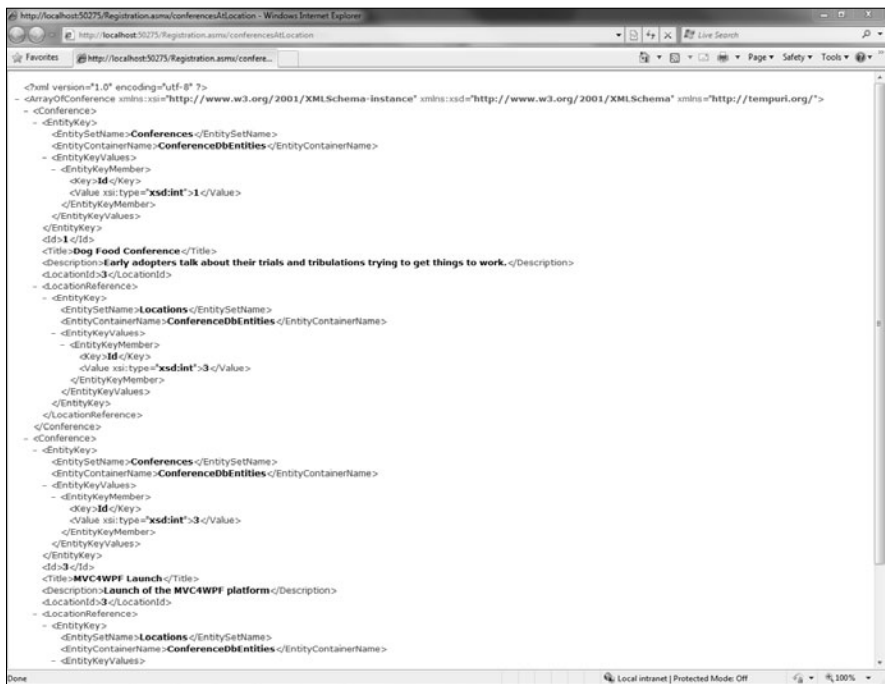 http://localhost:50275/Registration.asmx/conferencesAtLocation - Windows Internet Explorer
http://localhost:50275/Registration.asmx/conferencesAtLocation
Live Search
Favorites http://localhost:50275/Registration.asmx/confere... Page Safety Tools
<?xml version="1.0" encoding="utf-8" ?>
- <ArrayOfConference xmlns:xsi="http://www.w3.org/2001/XMLSchema-instance" xmlns:xsd="http://www.w3.org/2001/XMLSchema" xmlns="http://tempuri.org/">
- <Conference>
- <EntityKey>
<EntitySetName>Conferences</EntitySetName>
<EntityContainerName>ConferenceDbEntities</EntityContainerName>
- <EntityKeyValues>
- <EntityKeyMember>
<Key>Id</Key>
<Value xsi:type="xsd:int">1</Value>
</EntityKeyMember>
</EntityKeyValues>
</EntityKey>
<Id>1</Id>
<Title>Dog Food Conference</Title>
<Description>Early adopters talk about their trials and tribulations trying to get things to work.</Description>
<LocationId>3</LocationId>
- <LocationReference>
- <EntityKey>
<EntitySetName>Locations</EntitySetName>
<EntityContainerName>ConferenceDbEntities</EntityContainerName>
- <EntityKeyValues>
- <EntityKeyMember>
<Key>Id</Key>
<Value xsi:type="xsd:int">3</Value>
</EntityKeyMember>
</EntityKeyValues>
</EntityKey>
</LocationReference>
</Conference>
- <Conference>
- <EntityKey>
<EntitySetName>Conferences</EntitySetName>
<EntityContainerName>ConferenceDbEntities</EntityContainerName>
- <EntityKeyValues>
- <EntityKeyMember>
<Key>Id</Key>
<Value xsi:type="xsd:int">3</Value>
</EntityKeyMember>
</EntityKeyValues>
</EntityKey>
<Id>3</Id>
<Title>MVC4WPF Launch</Title>
<Description>Launch of the MVC4WPF platform</Description>
<LocationId>3</LocationId>
- <LocationReference>
- <EntityKey>
<EntitySetName>Locations</EntitySetName>
<EntityContainerName>ConferenceDbEntities</EntityContainerName>
- <EntityKeyValues>
Done Local intranet | Protected Mode: Off 100%